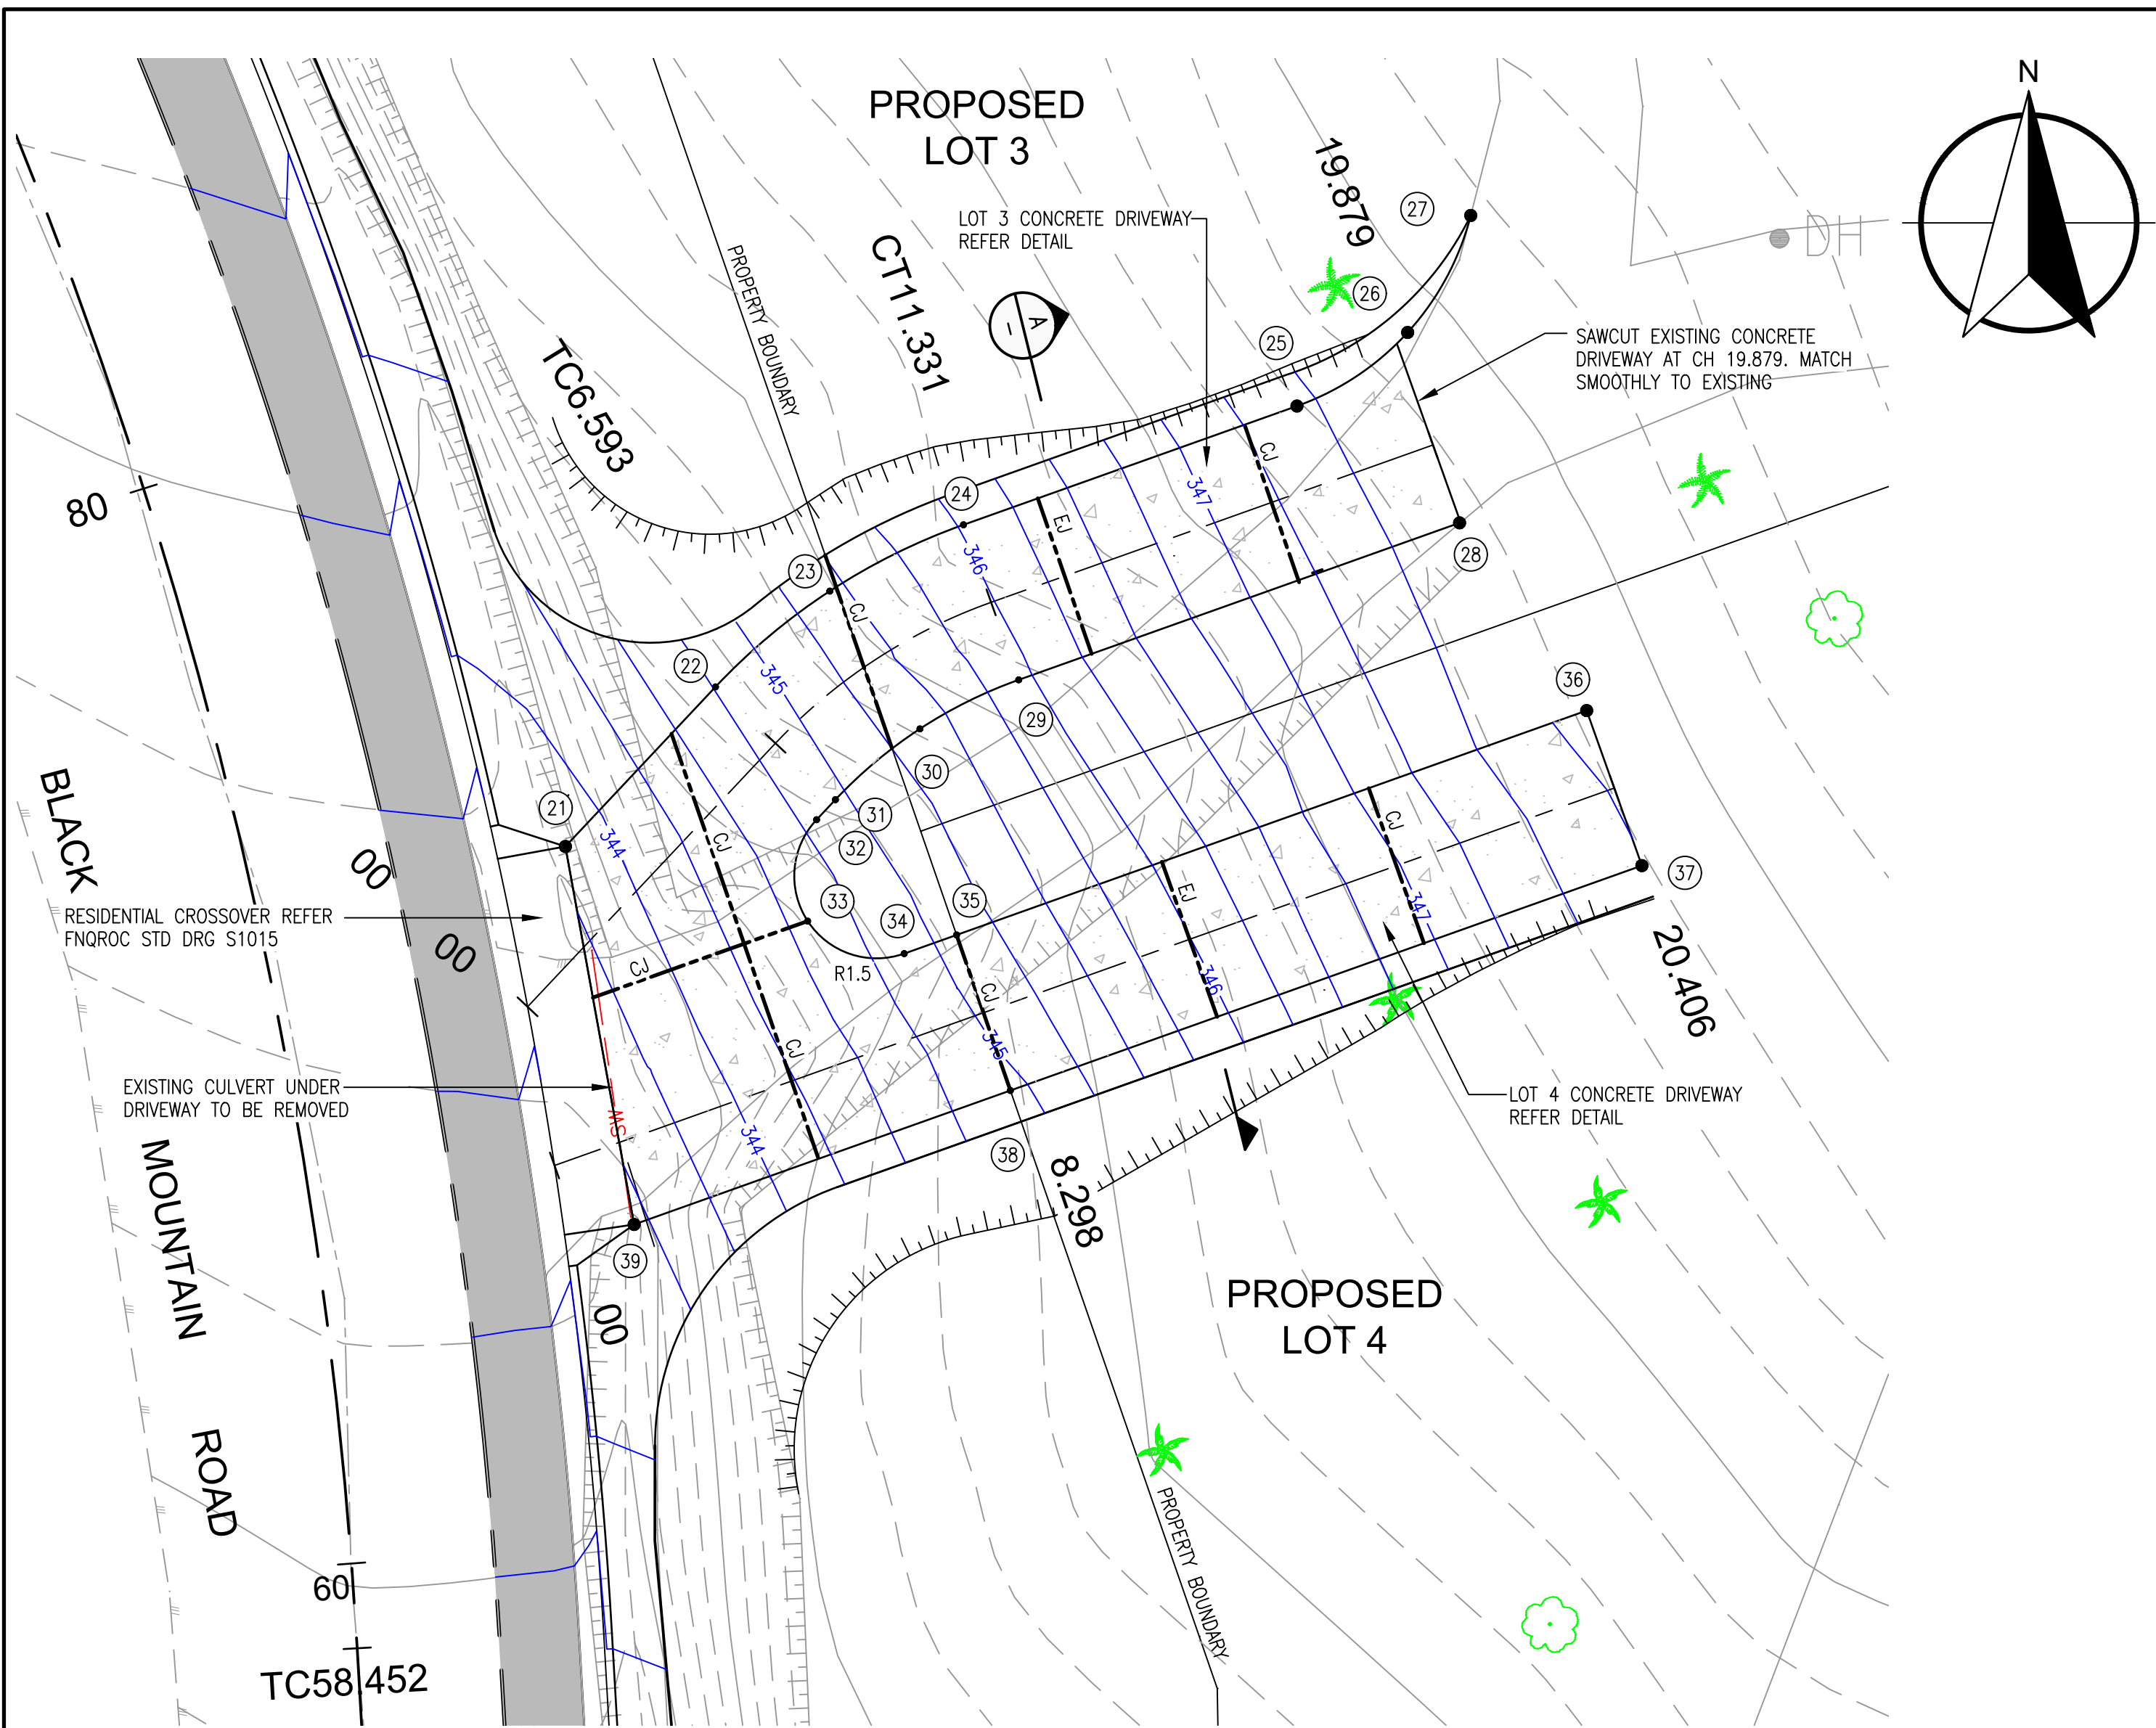 N
PROPOSED
LOT 3
19.879
27
LOT 3 CONCRETE DRIVEWAY
REFER DETAIL
DH
CT11.331
PROPERTY BOUNDARY
26
A
-
25
SAWCUT EXISTING CONCRETE
DRIVEWAY AT CH 19.879. MATCH
SMOOTHLY TO EXISTING
TC6.593
CJ
80
24
347
EJ
346
28
23
CJ
22
345
36
29
30
21
31
344
CJ
32
CJ
BLACK
00
37
33
34
35
EJ
347
RESIDENTIAL CROSSOVER REFER
FNQROC STD DRG S1015
00
CJ
R1.5
346
CJ
20.406
345
CJ
EXISTING CULVERT UNDER
DRIVEWAY TO BE REMOVED
SW
344
LOT 4 CONCRETE DRIVEWAY
REFER DETAIL
38
8.298
MOUNTAIN
39
00
PROPOSED
LOT 4
ROAD
PROPERTY BOUNDARY
60
TC58.452